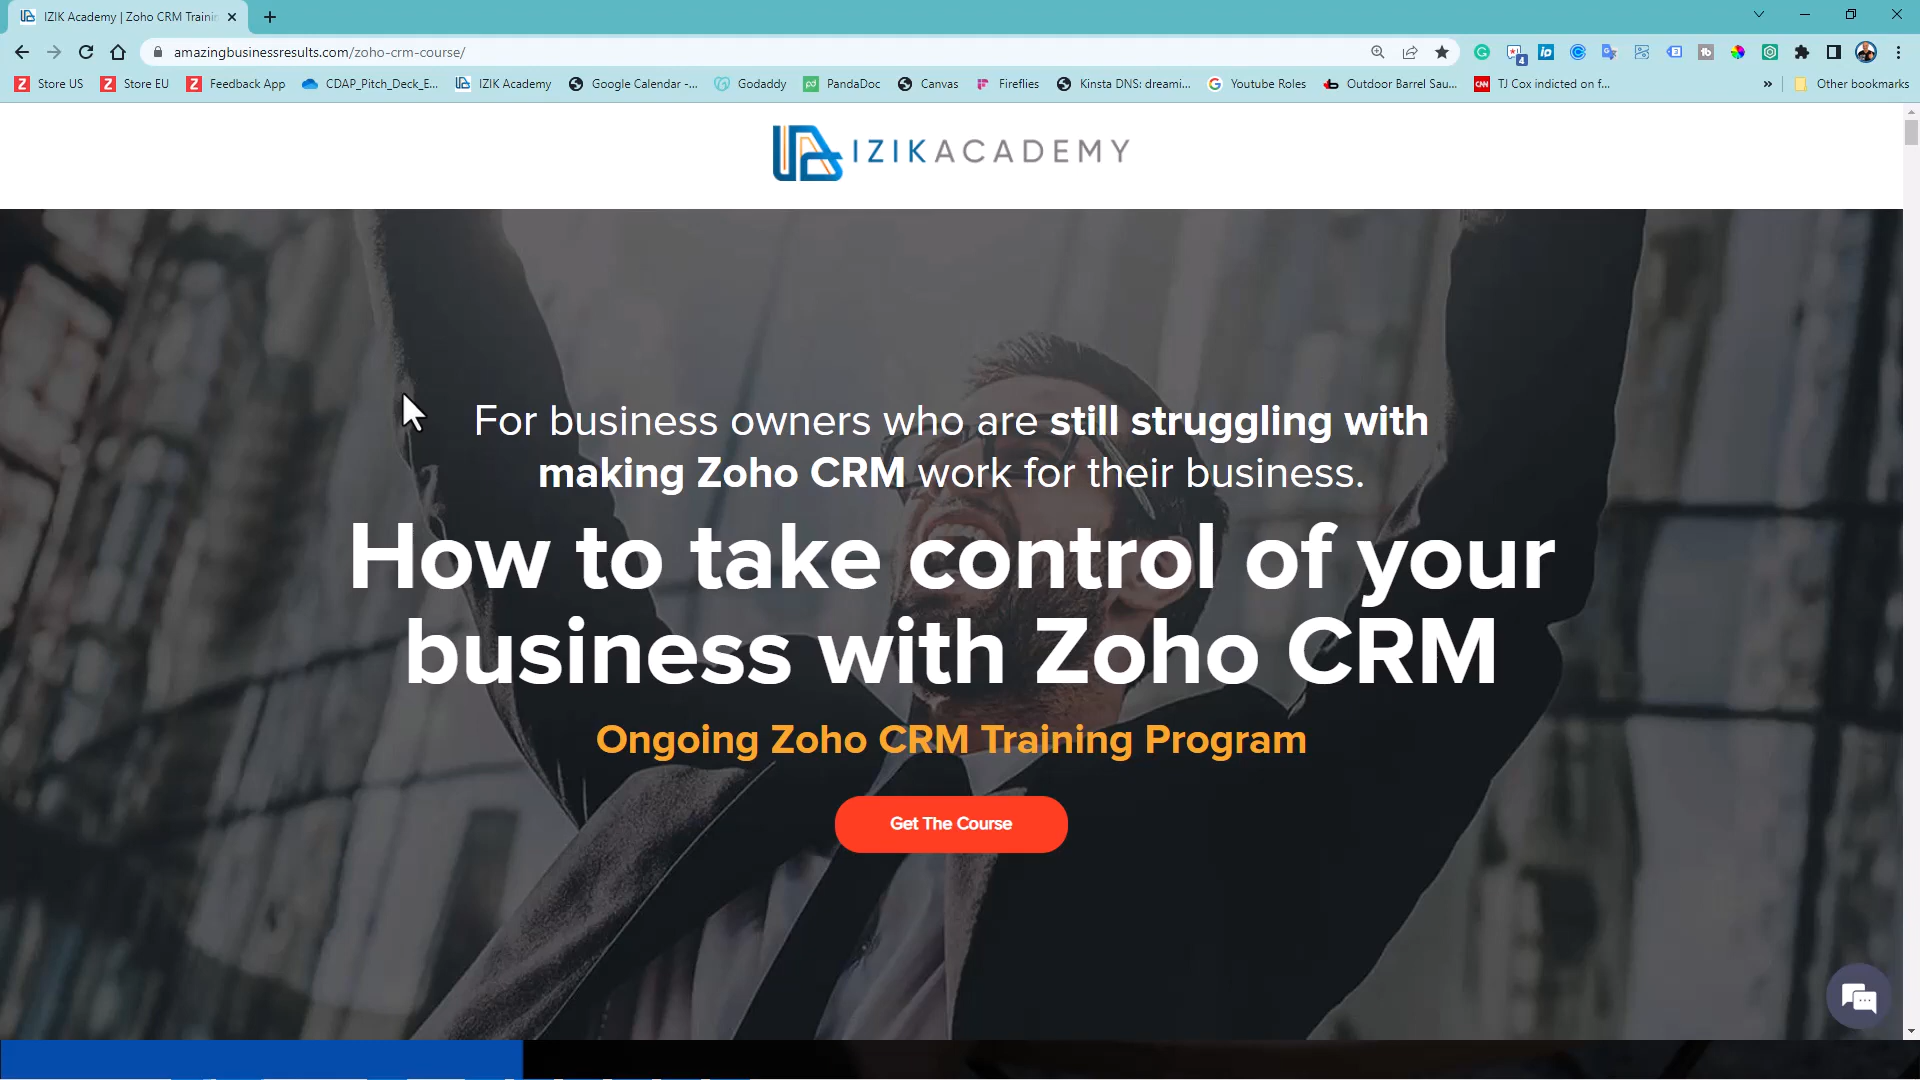 IZIK Academy | Zoho CRM Trainin
amazingbusinessresults.com/zoho-crm-course/
Store US
Store EU
Feedback App
CDAP_Pitch_Deck_E...
IZIK Academy
Google Calendar -...
Godaddy
PandaDoc
Canvas
Fireflies
Kinsta DNS: dreami...
Youtube Roles
Outdoor Barrel Sau...
TJ Cox indicted on f...
»
Other bookmarks
IZIKACADEMY
For business owners who are still struggling with
making Zoho CRM work for their business.
How to take control of your
business with Zoho CRM
Ongoing Zoho CRM Training Program
Get The Course